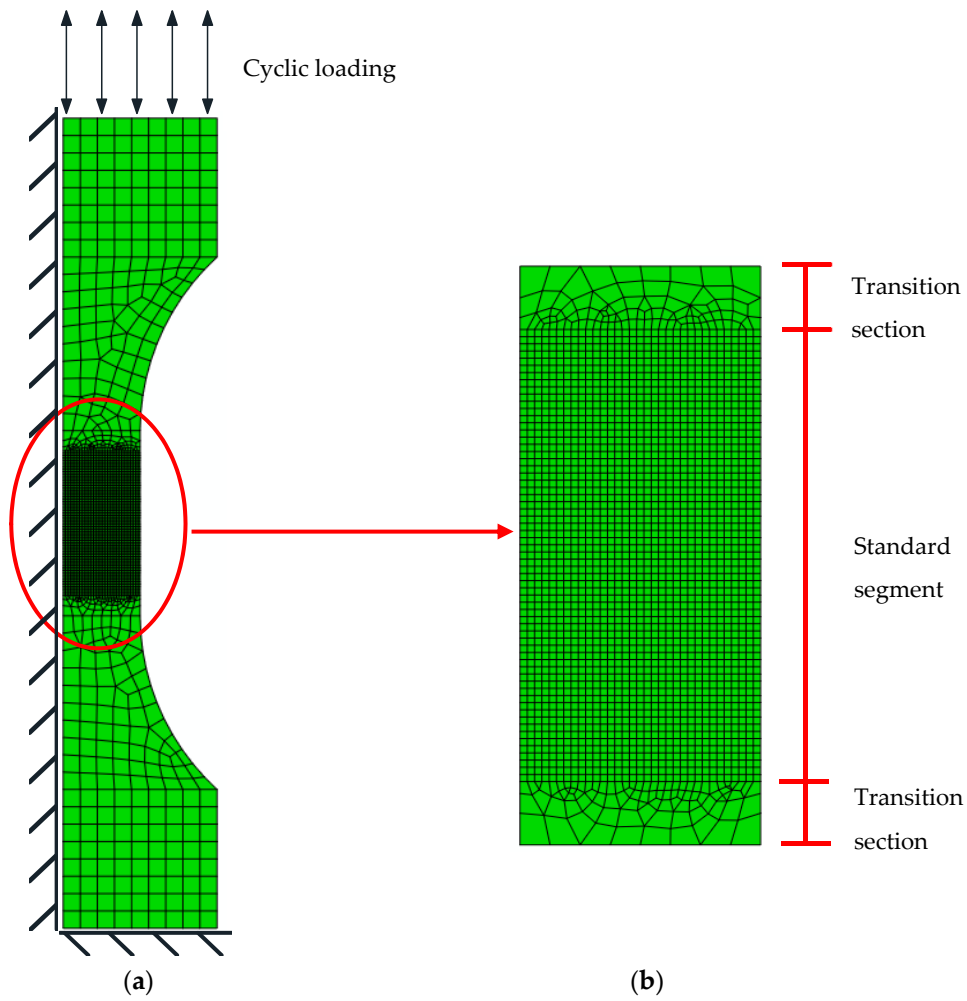 Cyclic loading
Transition
section
Standard
segment
Transition
section
(a)
(b)